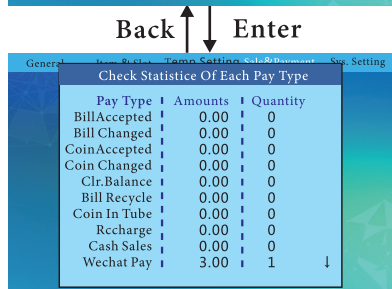 Back Enter
General Item & Slot Temp Setting Sale&Payment Sys. Setting
Check Statistice Of Each Pay Type
Pay Type Amounts Quantity
BillAccepted 0.00 0
Bill Changed 0.00 0
CoinAccepted 0.00 0
Coin Changed 0.00 0
Clr.Balance 0.00 0
Bill Recycle 0.00 0
Coin In Tube 0.00 0
Rccharge 0.00 0
Cash Sales 0.00 0
Wechat Pay 3.00 1 ↓